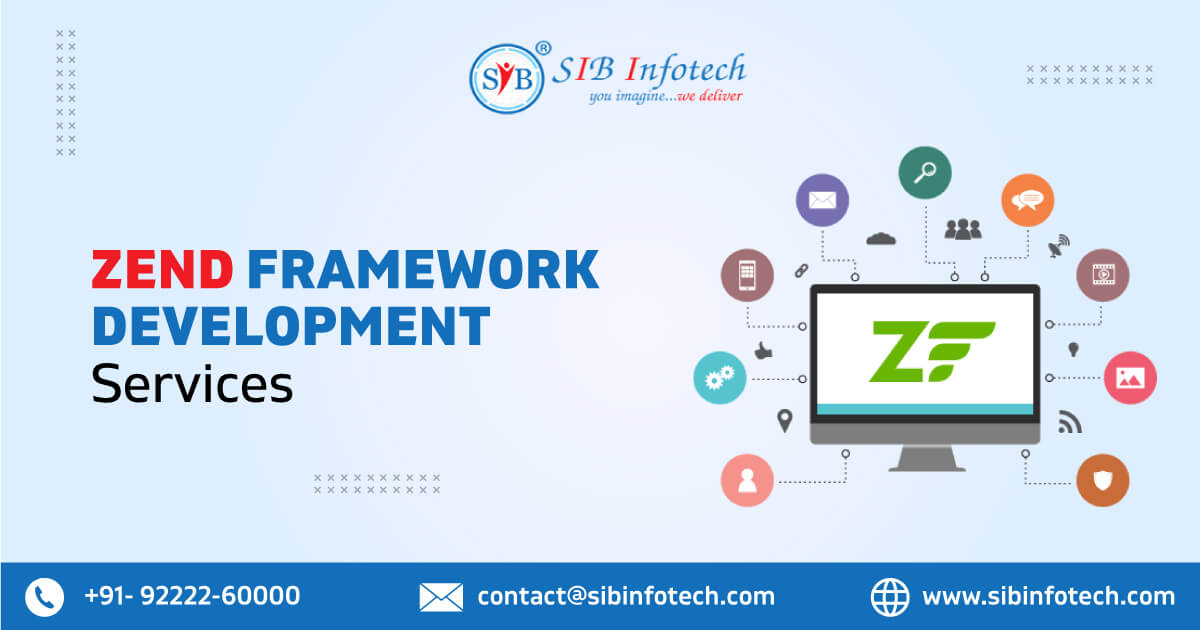 SIB
®
SIB Infotech
you imagine...we deliver
ZEND FRAMEWORK
DEVELOPMENT
Services
ZF
+91- 92222-60000
contact@sibinfotech.com
www.sibinfotech.com